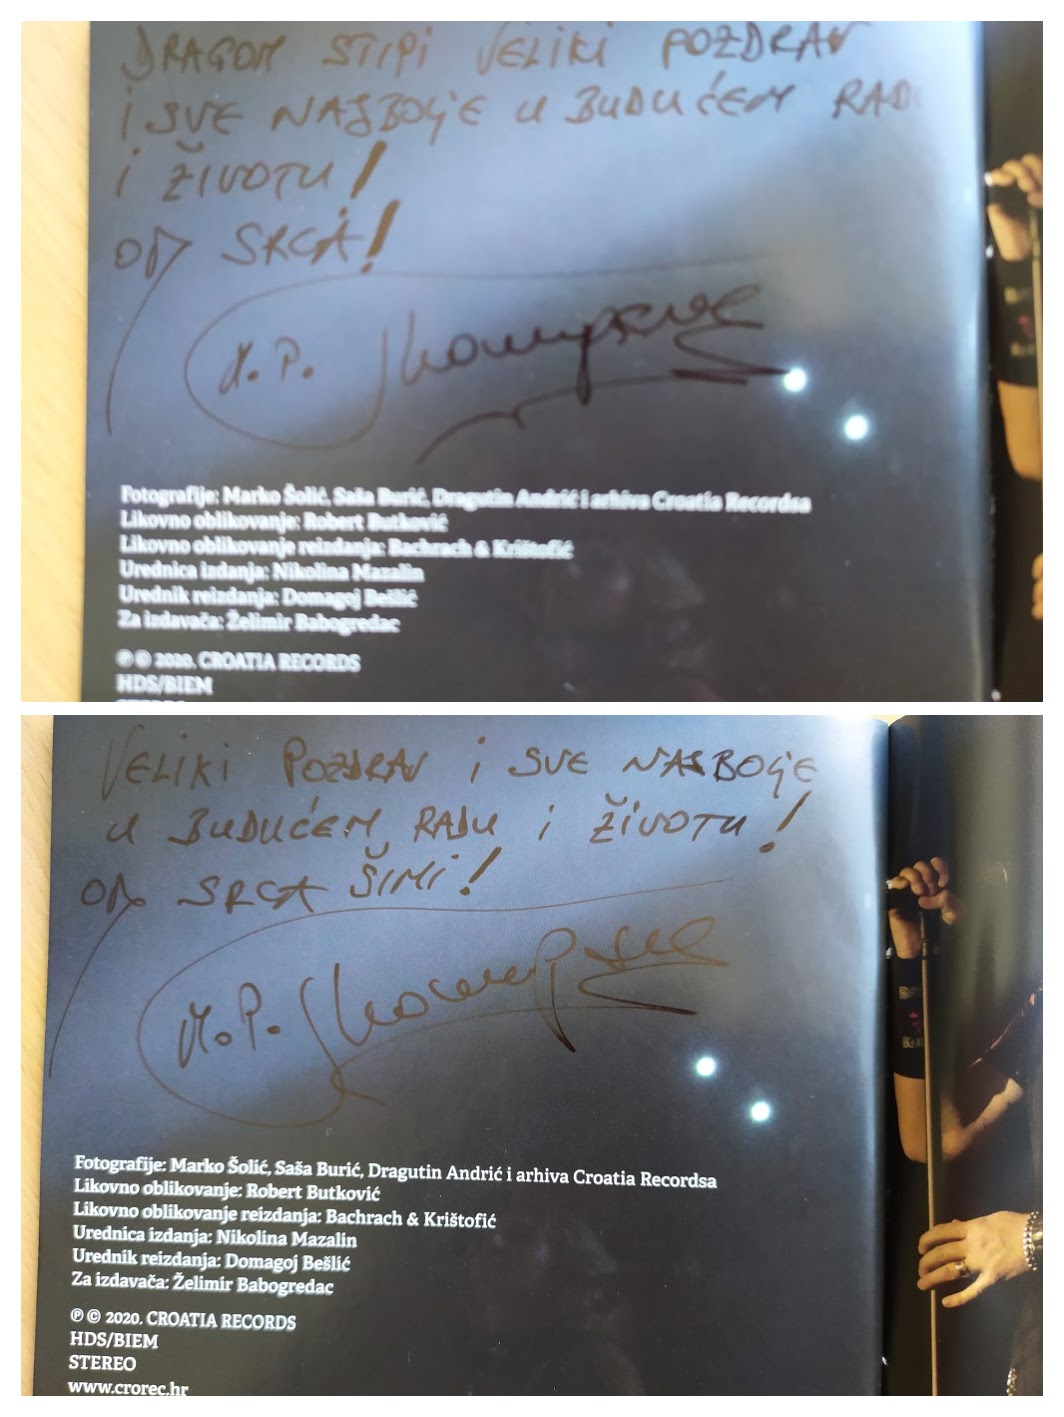 DRAGOM STIPI VELIKI POZDRAV
I SVE NAJBOLJE U BUDUĆEM RADU
I ŽIVOTU!
OD SRCA!
M.P.
Fotografije: Marko Šolić, Saša Burić, Dragutin Andrić i arhiva Croatia Recordsa
Likovno oblikovanje: Robert Butković
Likovno oblikovanje reizdanja: Bachrach & Krištofić
Urednica izdanja: Nikolina Mazalin
Urednik reizdanja: Domagoj Bešlić
Za izdavača: Želimir Babogredac
℗ © 2020. CROATIA RECORDS
HDS/BIEM
STEREO
VELIKI POZDRAV I SVE NAJBOLJE
U BUDUĆEM RADU I ŽIVOTU!
OD SRCA ŠIMI!
M.P.
Fotografije: Marko Šolić, Saša Burić, Dragutin Andrić i arhiva Croatia Recordsa
Likovno oblikovanje: Robert Butković
Likovno oblikovanje reizdanja: Bachrach & Krištofić
Urednica izdanja: Nikolina Mazalin
Urednik reizdanja: Domagoj Bešlić
Za izdavača: Želimir Babogredac
℗ © 2020. CROATIA RECORDS
HDS/BIEM
STEREO
www.crorec.hr